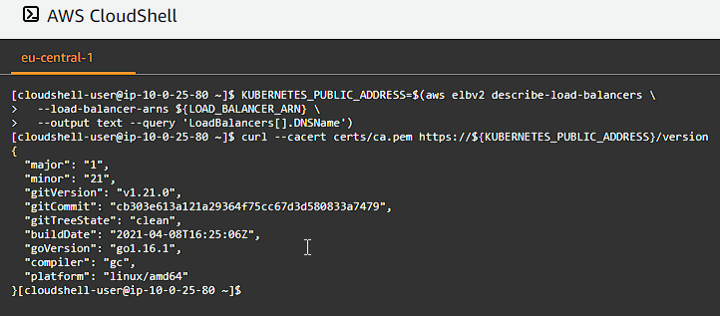 AWS CloudShell
eu-central-1
[cloudshell-user@ip-10-0-25-80 ~]$ KUBERNETES_PUBLIC_ADDRESS=$(aws elbv2 describe-load-balancers \
>   --load-balancer-arns ${LOAD_BALANCER_ARN} \
>   --output text --query 'LoadBalancers[].DNSName')
[cloudshell-user@ip-10-0-25-80 ~]$ curl --cacert certs/ca.pem https://${KUBERNETES_PUBLIC_ADDRESS}/version
{
  "major": "1",
  "minor": "21",
  "gitVersion": "v1.21.0",
  "gitCommit": "cb303e613a121a29364f75cc67d3d580833a7479",
  "gitTreeState": "clean",
  "buildDate": "2021-04-08T16:25:06Z",
  "goVersion": "go1.16.1",
  "compiler": "gc",
  "platform": "linux/amd64"
}[cloudshell-user@ip-10-0-25-80 ~]$